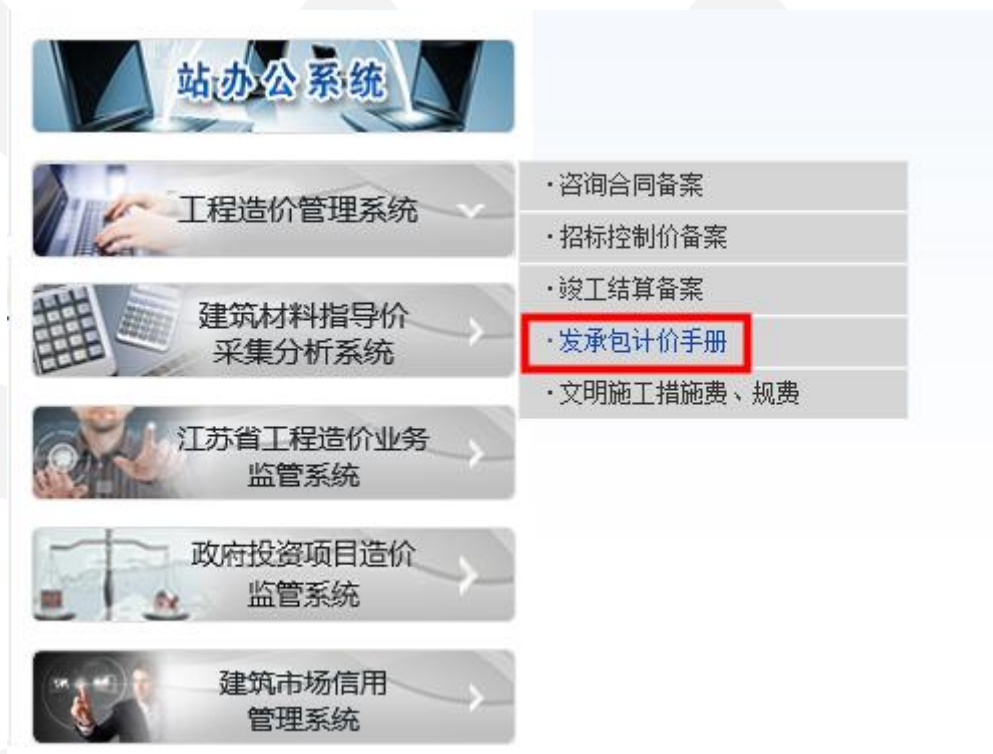 站办公系统
工程造价管理系统
·咨询合同备案
·招标控制价备案
·竣工结算备案
·发承包计价手册
·文明施工措施费、规费
建筑材料指导价
采集分析系统
江苏省工程造价业务
监管系统
政府投资项目造价
监管系统
建筑市场信用
管理系统